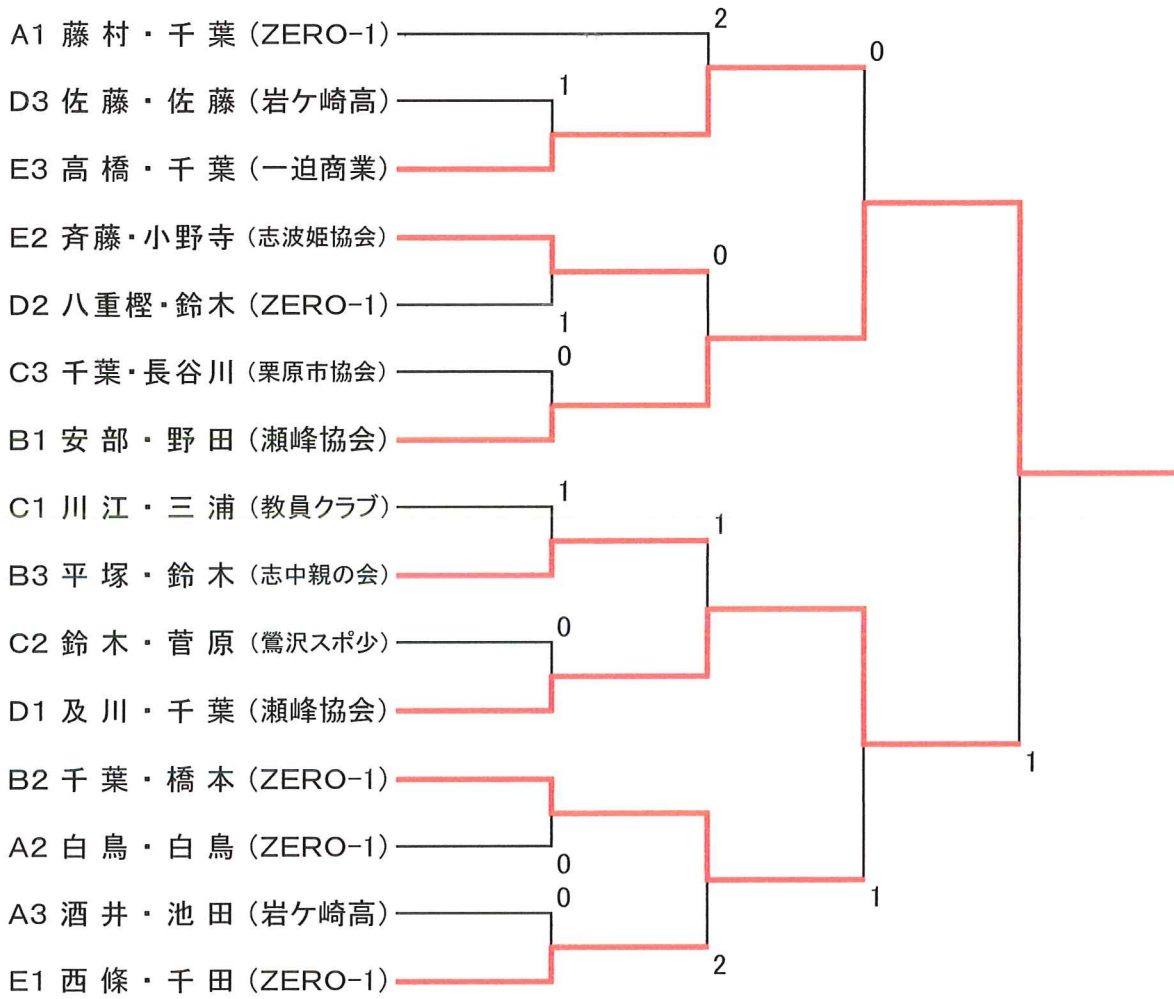 2
A1 藤村・千葉 (ZERO-1)
0
D3 佐藤・佐藤 (岩ケ崎高)
1
E3 高橋・千葉 (一迫商業)
E2 斉藤・小野寺 (志波姫協会)
0
D2 八重樫・鈴木 (ZERO-1)
1
0
C3 千葉・長谷川 (栗原市協会)
B1 安部・野田 (瀬峰協会)
C1 川江・三浦 (教員クラブ)
1
1
B3 平塚・鈴木 (志中親の会)
C2 鈴木・菅原 (鶯沢スポ少)
0
D1 及川・千葉 (瀬峰協会)
1
B2 千葉・橋本 (ZERO-1)
A2 白鳥・白鳥 (ZERO-1)
0
0
A3 酒井・池田 (岩ケ崎高)
1
2
E1 西條・千田 (ZERO-1)